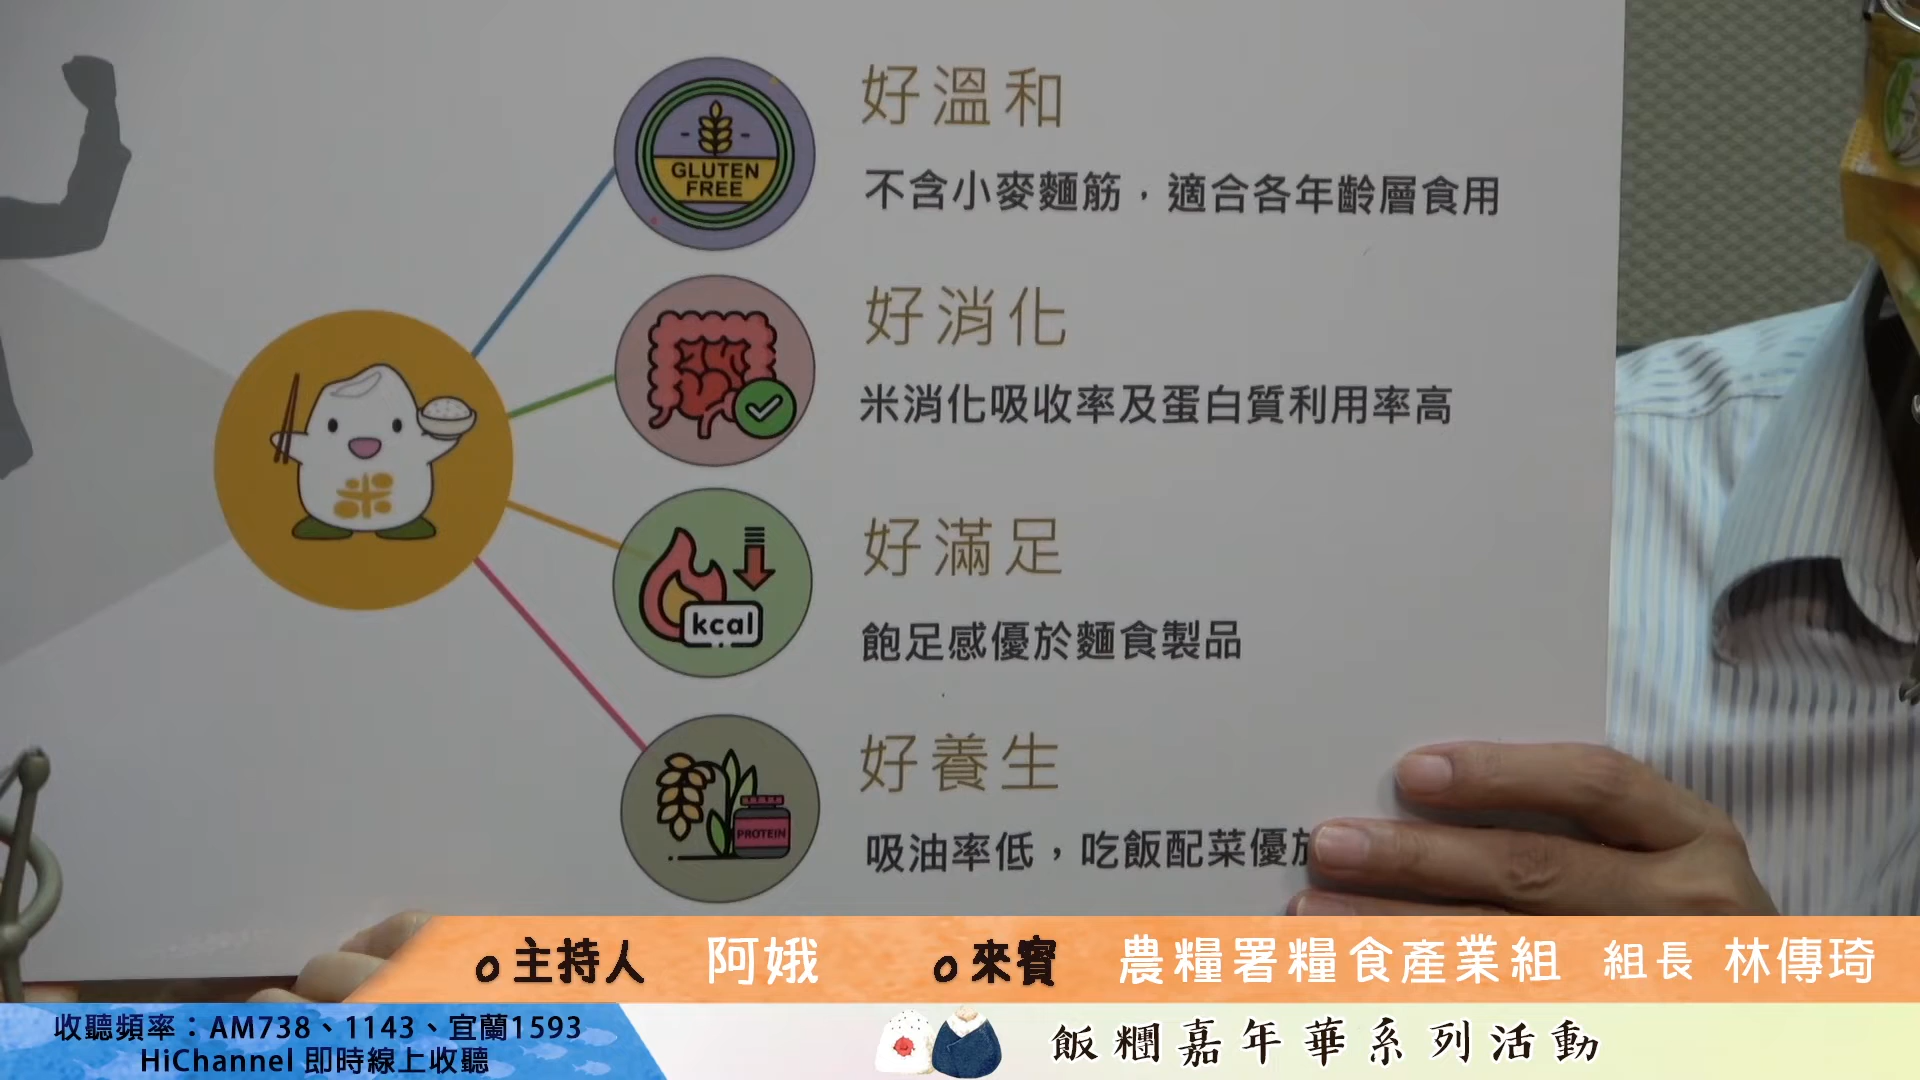 好溫和
GLUTEN
FREE
不含小麥麵筋，適合各年齡層食用
好消化
米消化吸收率及蛋白質利用率高
米
好滿足
kcal
飽足感優於麵食製品
好養生
PROTEIN
吸油率低，吃飯配菜優於
主持人 阿娥 來賓 農糧署糧食產業組 組長 林傳琦
收聽頻率：AM738、1143、宜蘭1593
HiChannel 即時線上收聽
飯糰嘉年華系列活動